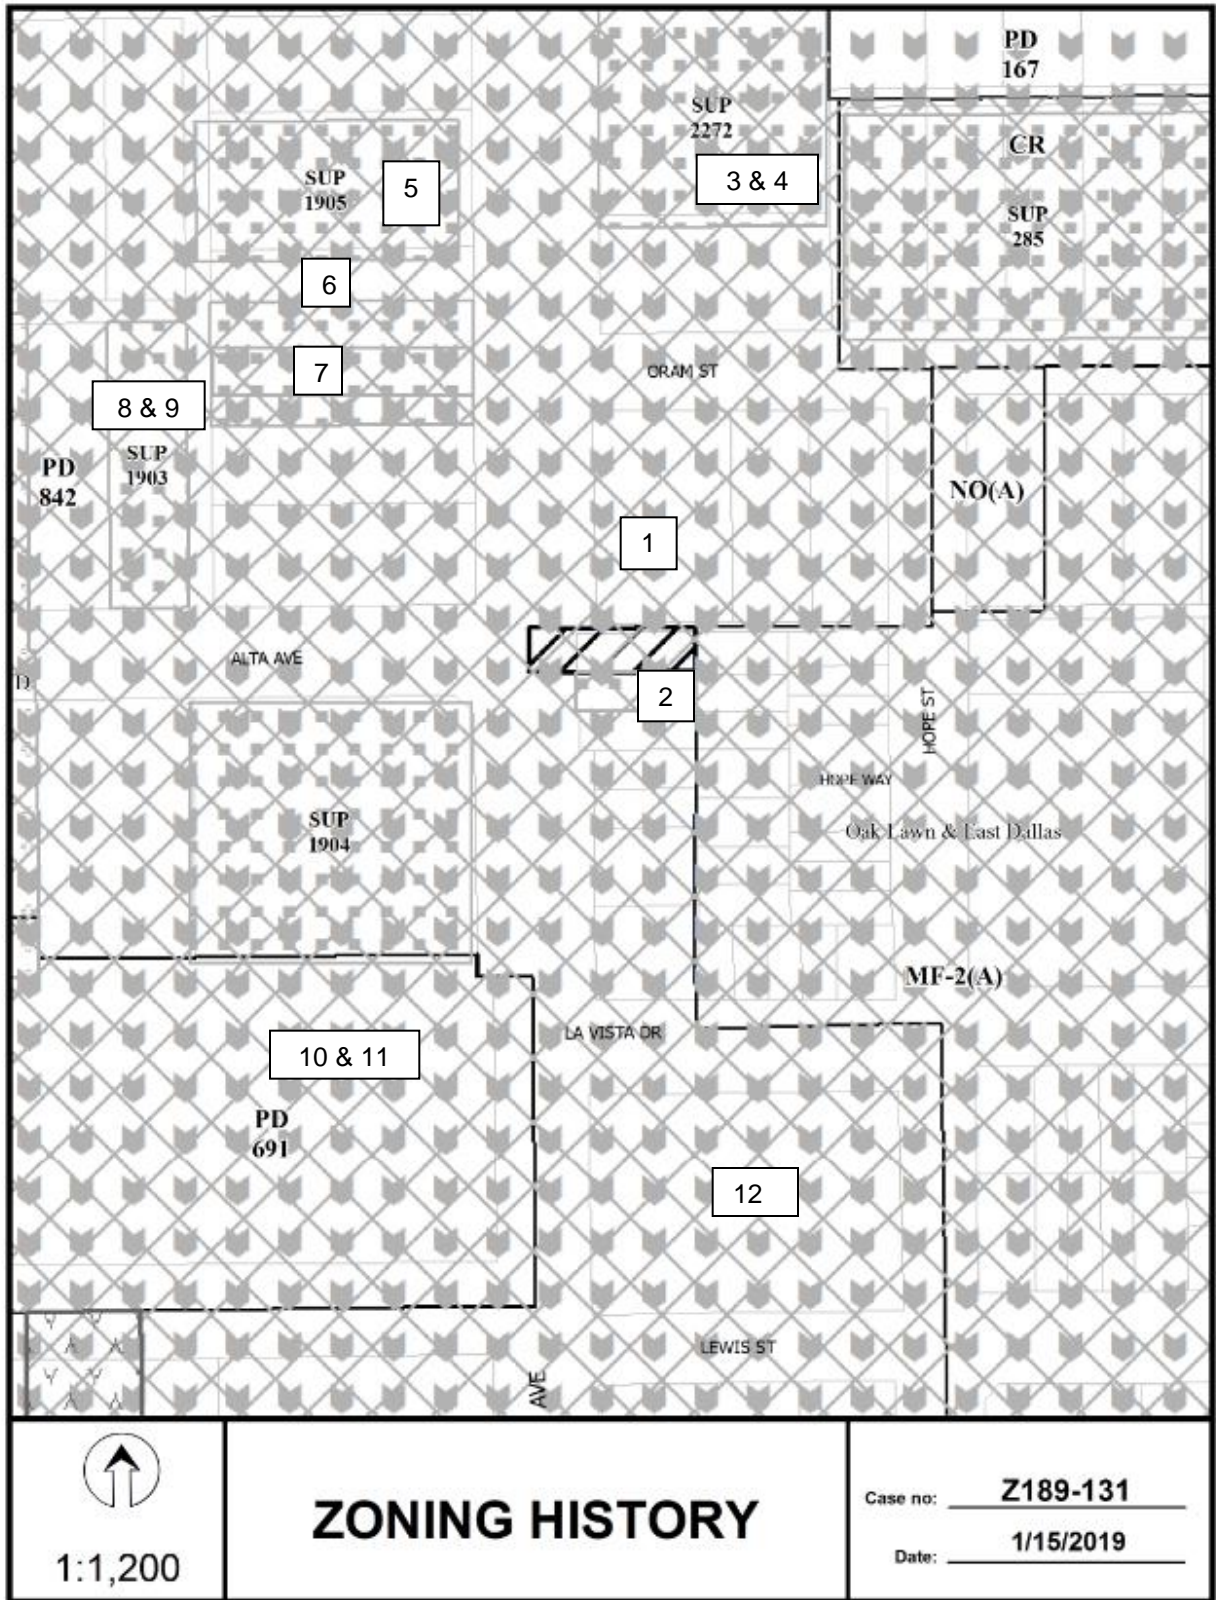 PD
167
SUP
2272
CR
3 & 4
SUP
1905
5
SUP
285
6
7
ORAM ST
8 & 9
SUP
1903
PD
842
NO(A)
1
ALTA AVE
D
2
HOPE ST
HOPE WAY
SUP
1904
Oak Lawn & East Dallas
MF-2(A)
LA VISTA DR
10 & 11
PD
691
12
LEWIS ST
AVE
1:1,200
ZONING HISTORY
Case no: Z189-131
Date: 1/15/2019